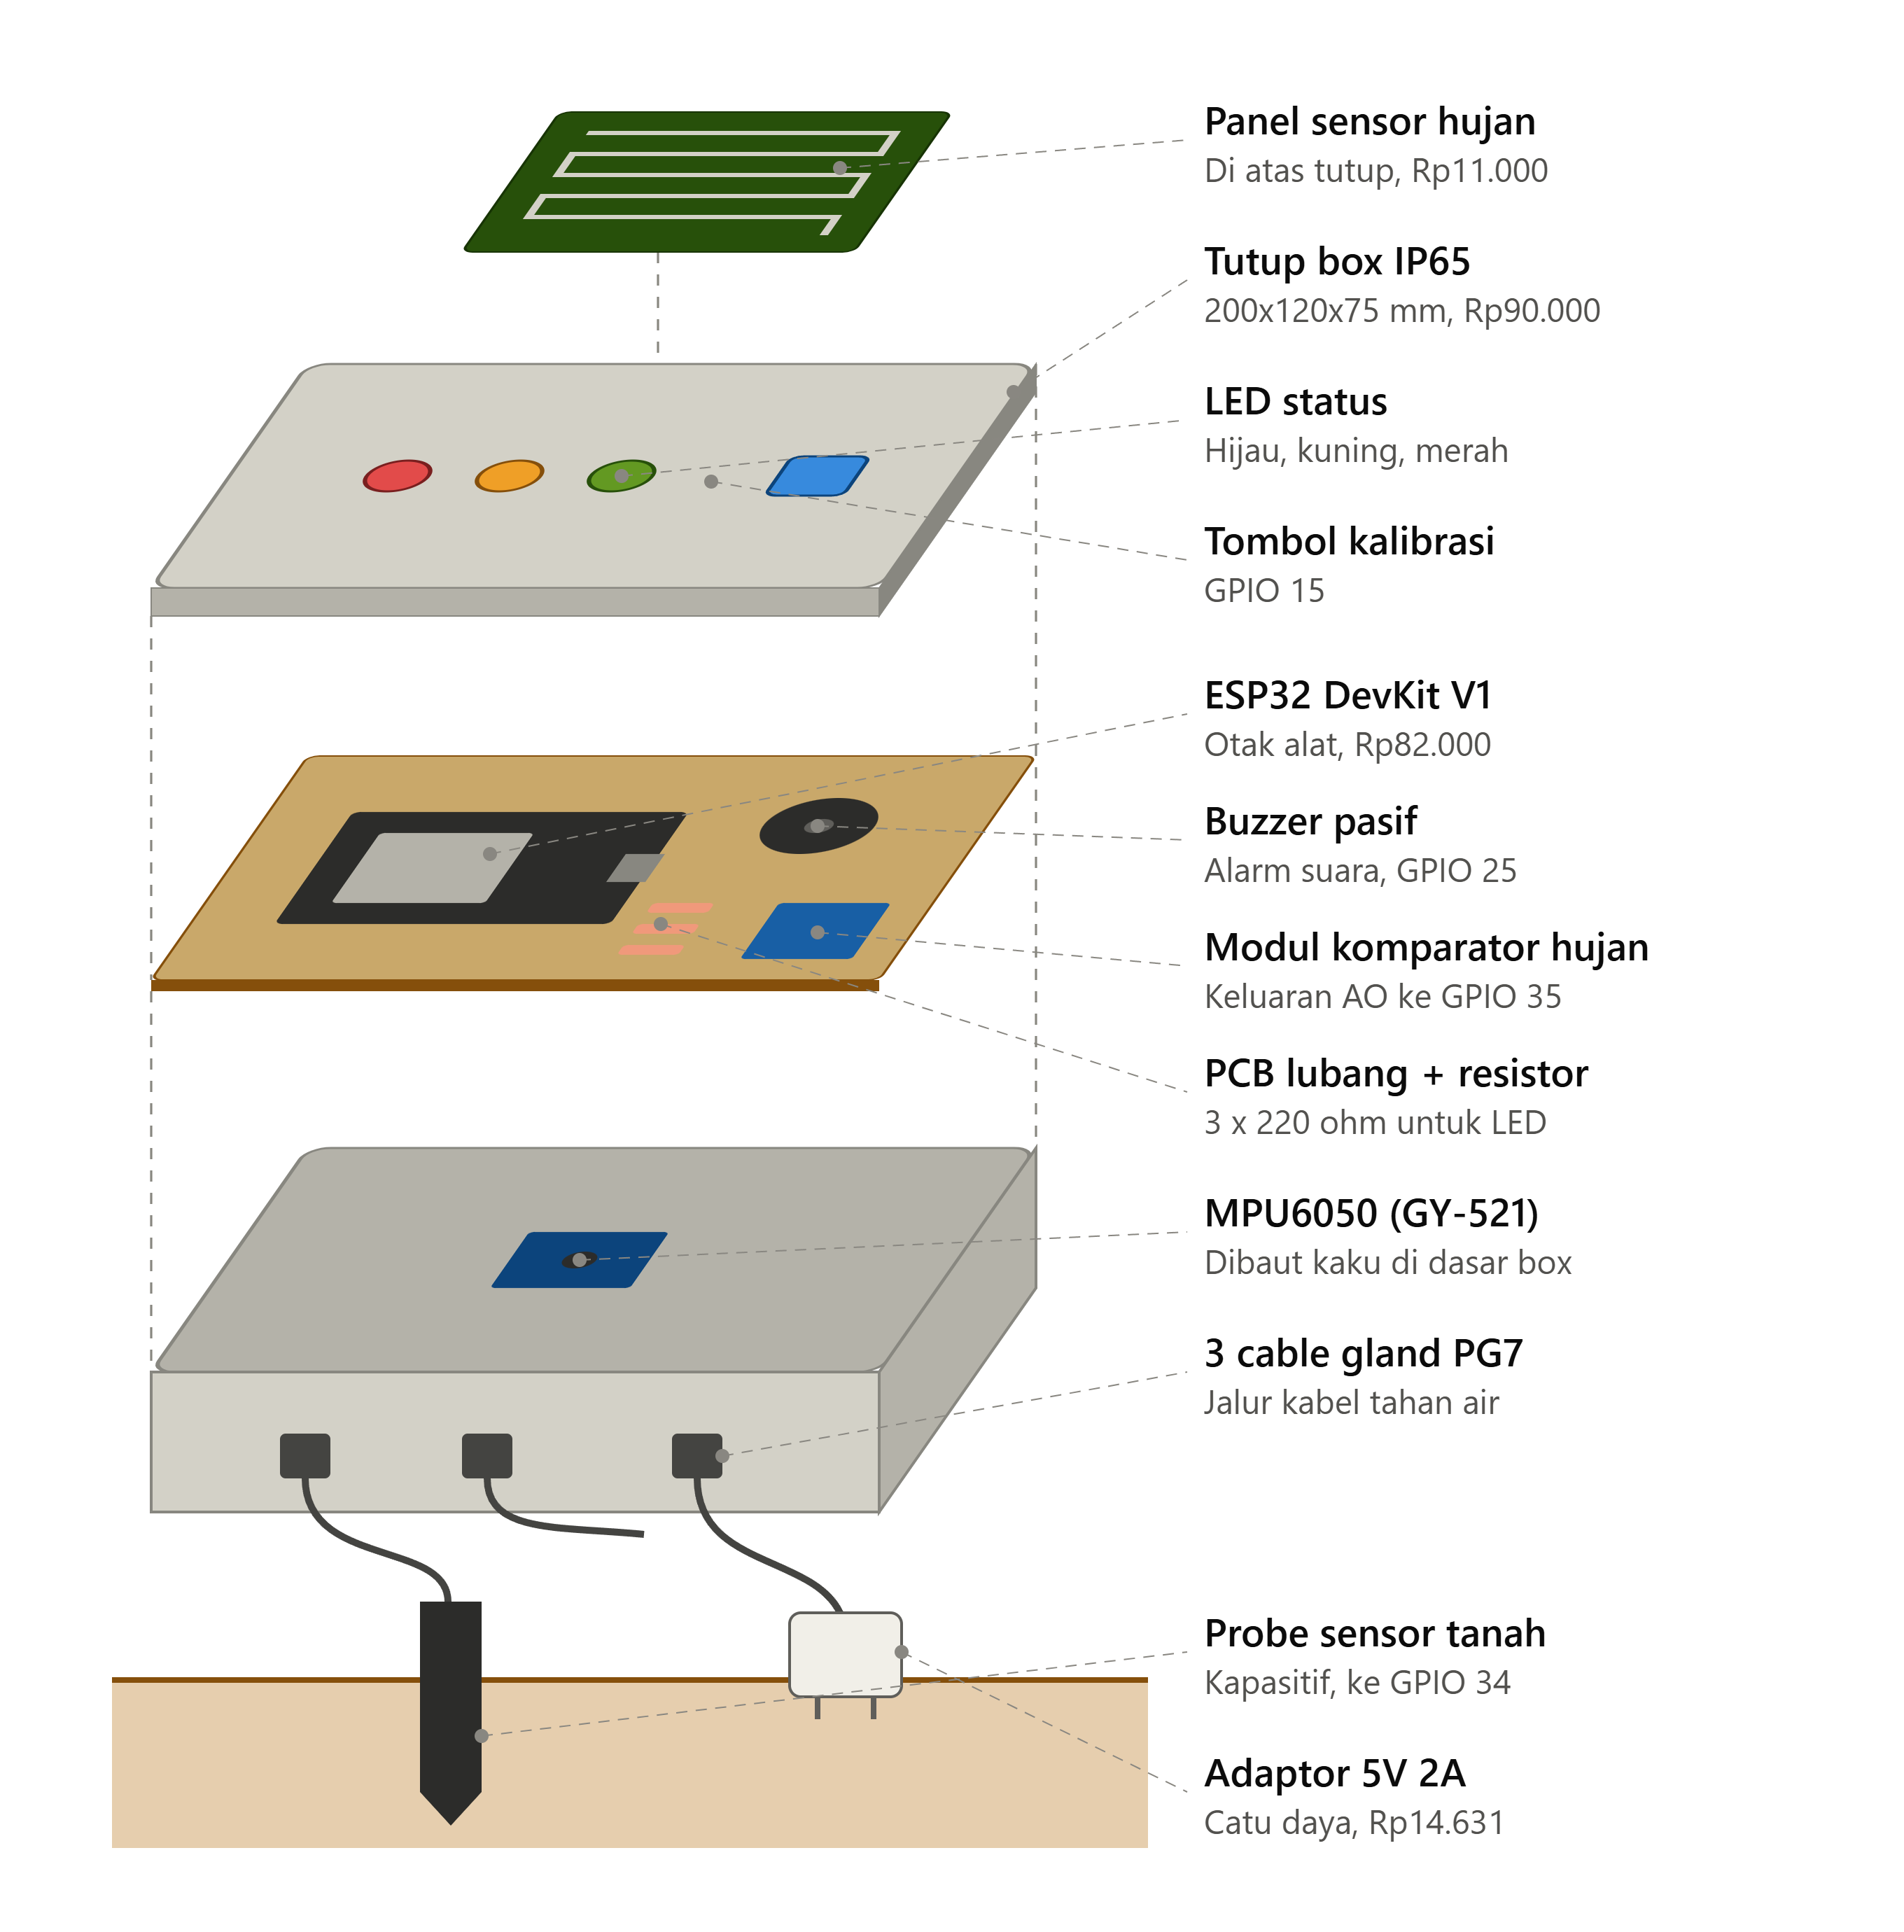 Panel sensor hujan
Di atas tutup, Rp11.000
Tutup box IP65
200x120x75 mm, Rp90.000
LED status
Hijau, kuning, merah
Tombol kalibrasi
GPIO 15
ESP32 DevKit V1
Otak alat, Rp82.000
Buzzer pasif
Alarm suara, GPIO 25
Modul komparator hujan
Keluaran AO ke GPIO 35
PCB lubang + resistor
3 x 220 ohm untuk LED
MPU6050 (GY-521)
Dibaut kaku di dasar box
3 cable gland PG7
Jalur kabel tahan air
Probe sensor tanah
Kapasitif, ke GPIO 34
Adaptor 5V 2A
Catu daya, Rp14.631